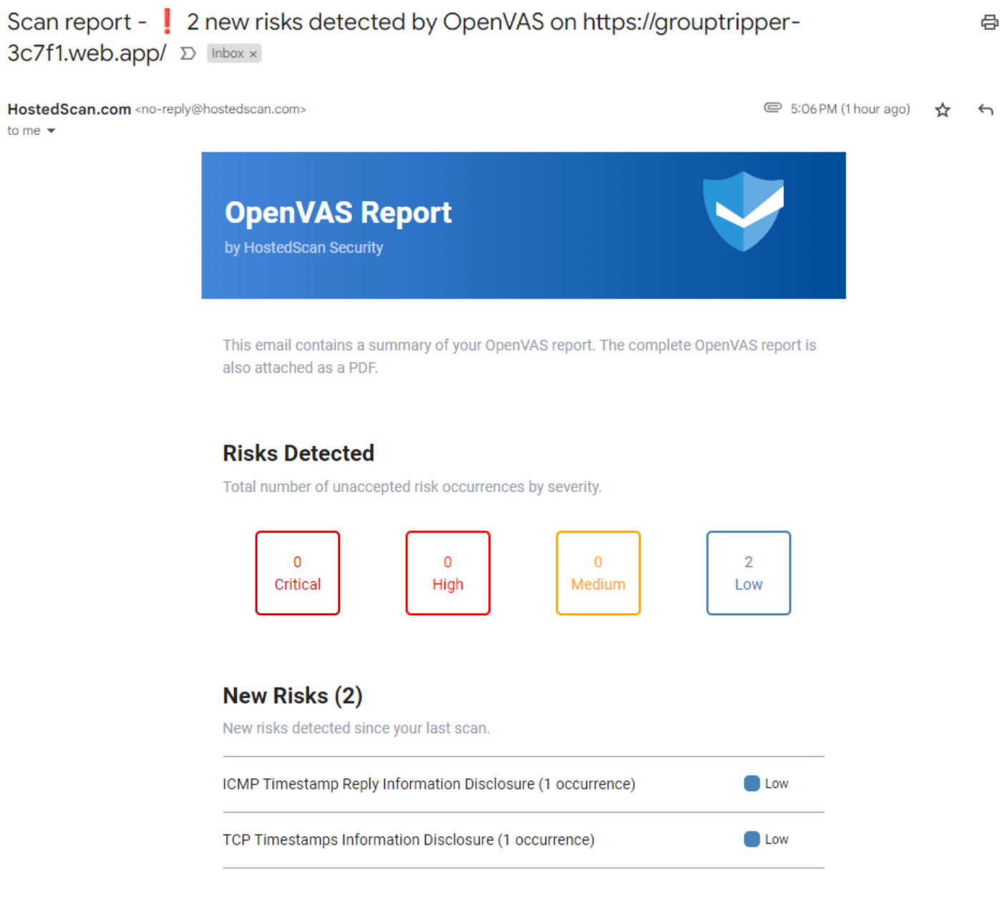 Scan report - ❗ 2 new risks detected by OpenVAS on https://grouptripper-
3c7f1.web.app/ Inbox ×
HostedScan.com <no-reply@hostedscan.com> 5:06 PM (1 hour ago)
to me
OpenVAS Report
by HostedScan Security
This email contains a summary of your OpenVAS report. The complete OpenVAS report is
also attached as a PDF.
Risks Detected
Total number of unaccepted risk occurrences by severity.
0 0 0 2
Critical High Medium Low
New Risks (2)
New risks detected since your last scan.
ICMP Timestamp Reply Information Disclosure (1 occurrence) Low
TCP Timestamps Information Disclosure (1 occurrence) Low